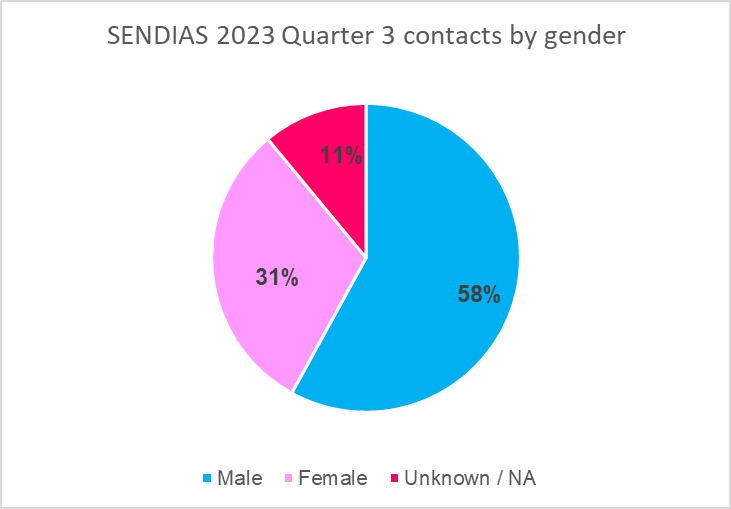 SENDIAS 2023 Quarter 3 contacts by gender
11%
31%
58%
Male Female Unknown / NA